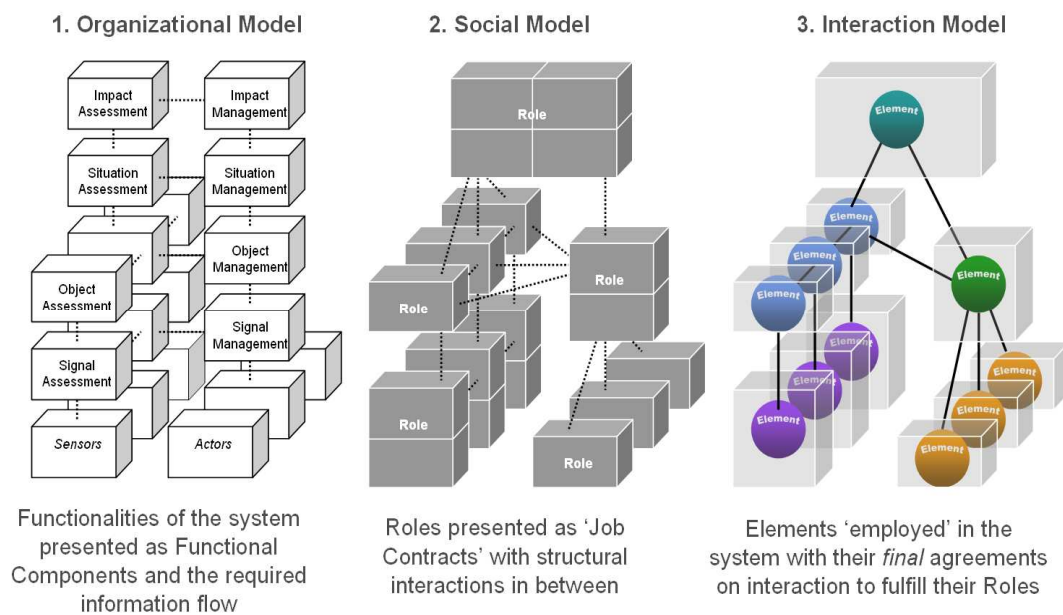 1. Organizational Model
Impact
Assessment
Impact
Management
Situation
Assessment
Situation
Management
Object
Management
Object
Assessment
Signal
Management
Signal
Assessment
Sensors
Actors
Functionalities of the system
presented as Functional
Components and the required
information flow
2. Social Model
Role
Role
Role
Role
Role
Roles presented as ‘Job
Contracts’ with structural
interactions in between
3. Interaction Model
Element
Element
Element
Element
Element
Element
Element
Element
Element
Element
Element
Elements ‘employed’ in the
system with their final agreements
on interaction to fulfill their Roles